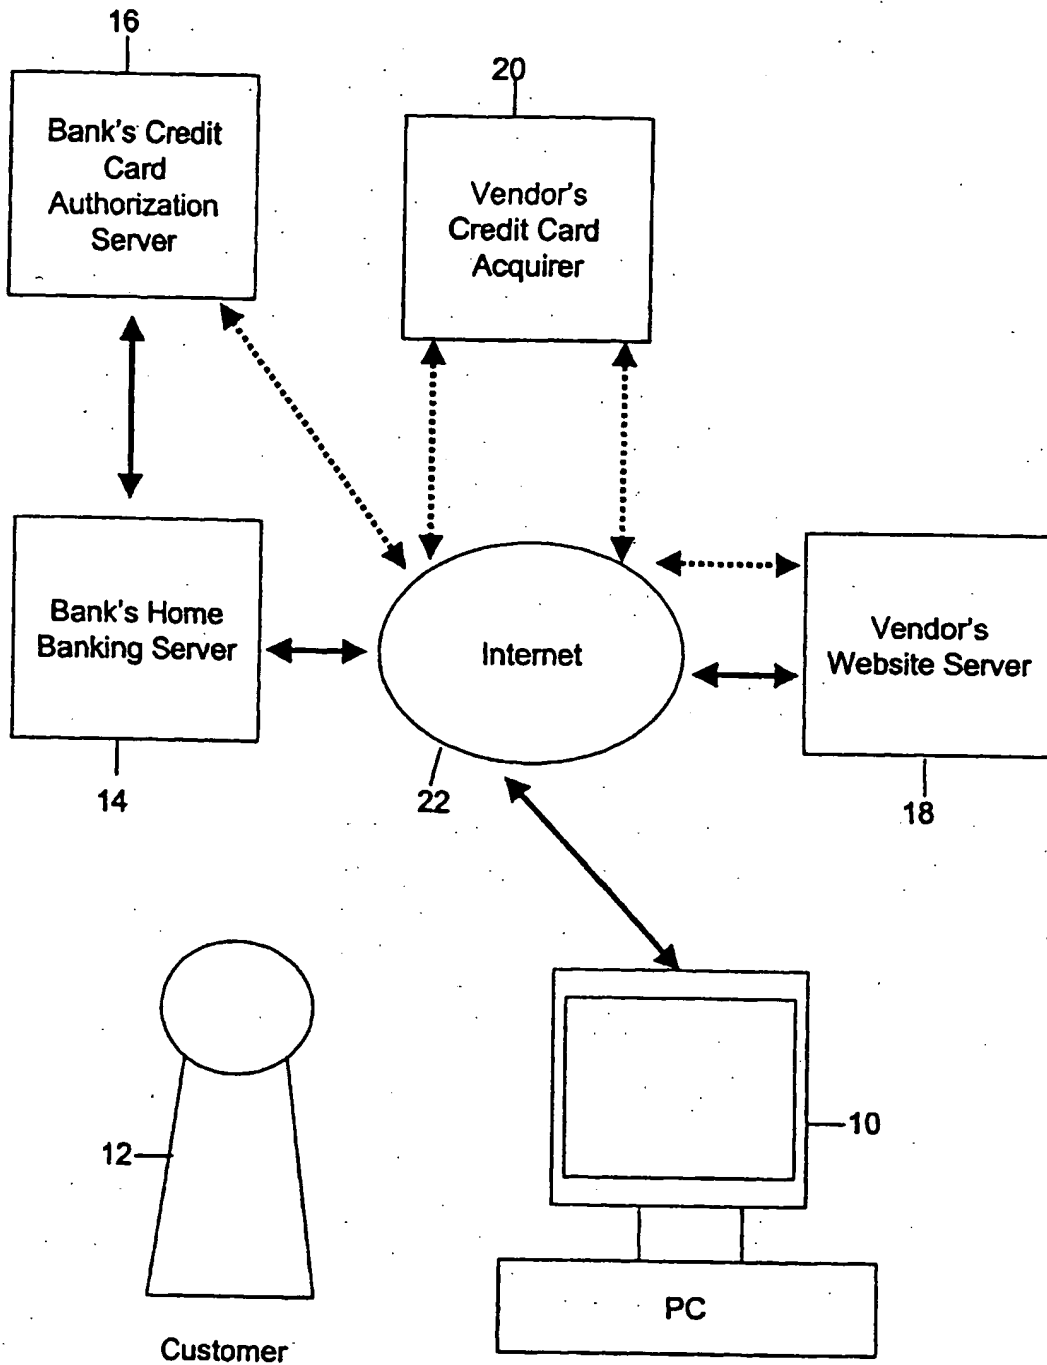 16
20
Bank's Credit
Card
Authorization
Server
Vendor's
Credit Card
Acquirer
Bank's Home
Banking Server
Internet
Vendor's
Website Server
14
22
18
12
10
PC
Customer